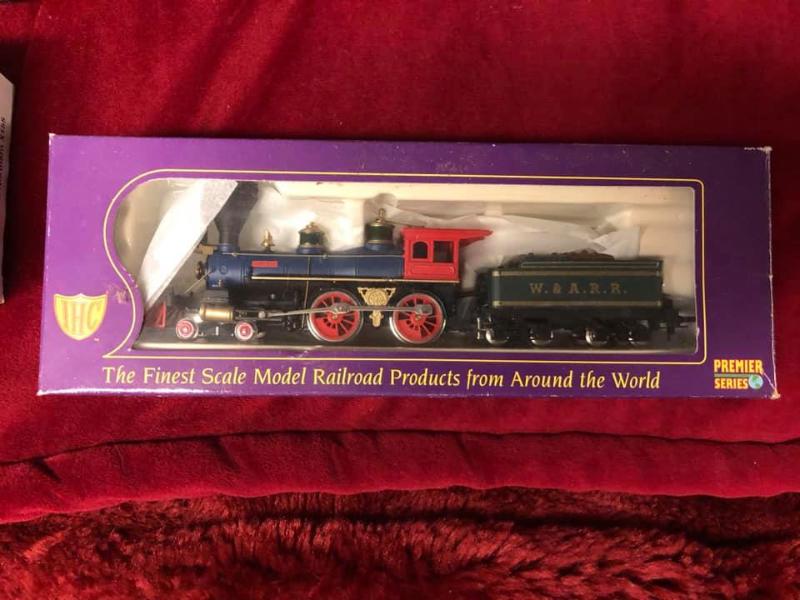 IHC
W. & A. R. R.
The Finest Scale Model Railroad Products from Around the World
PREMIER
SERIES